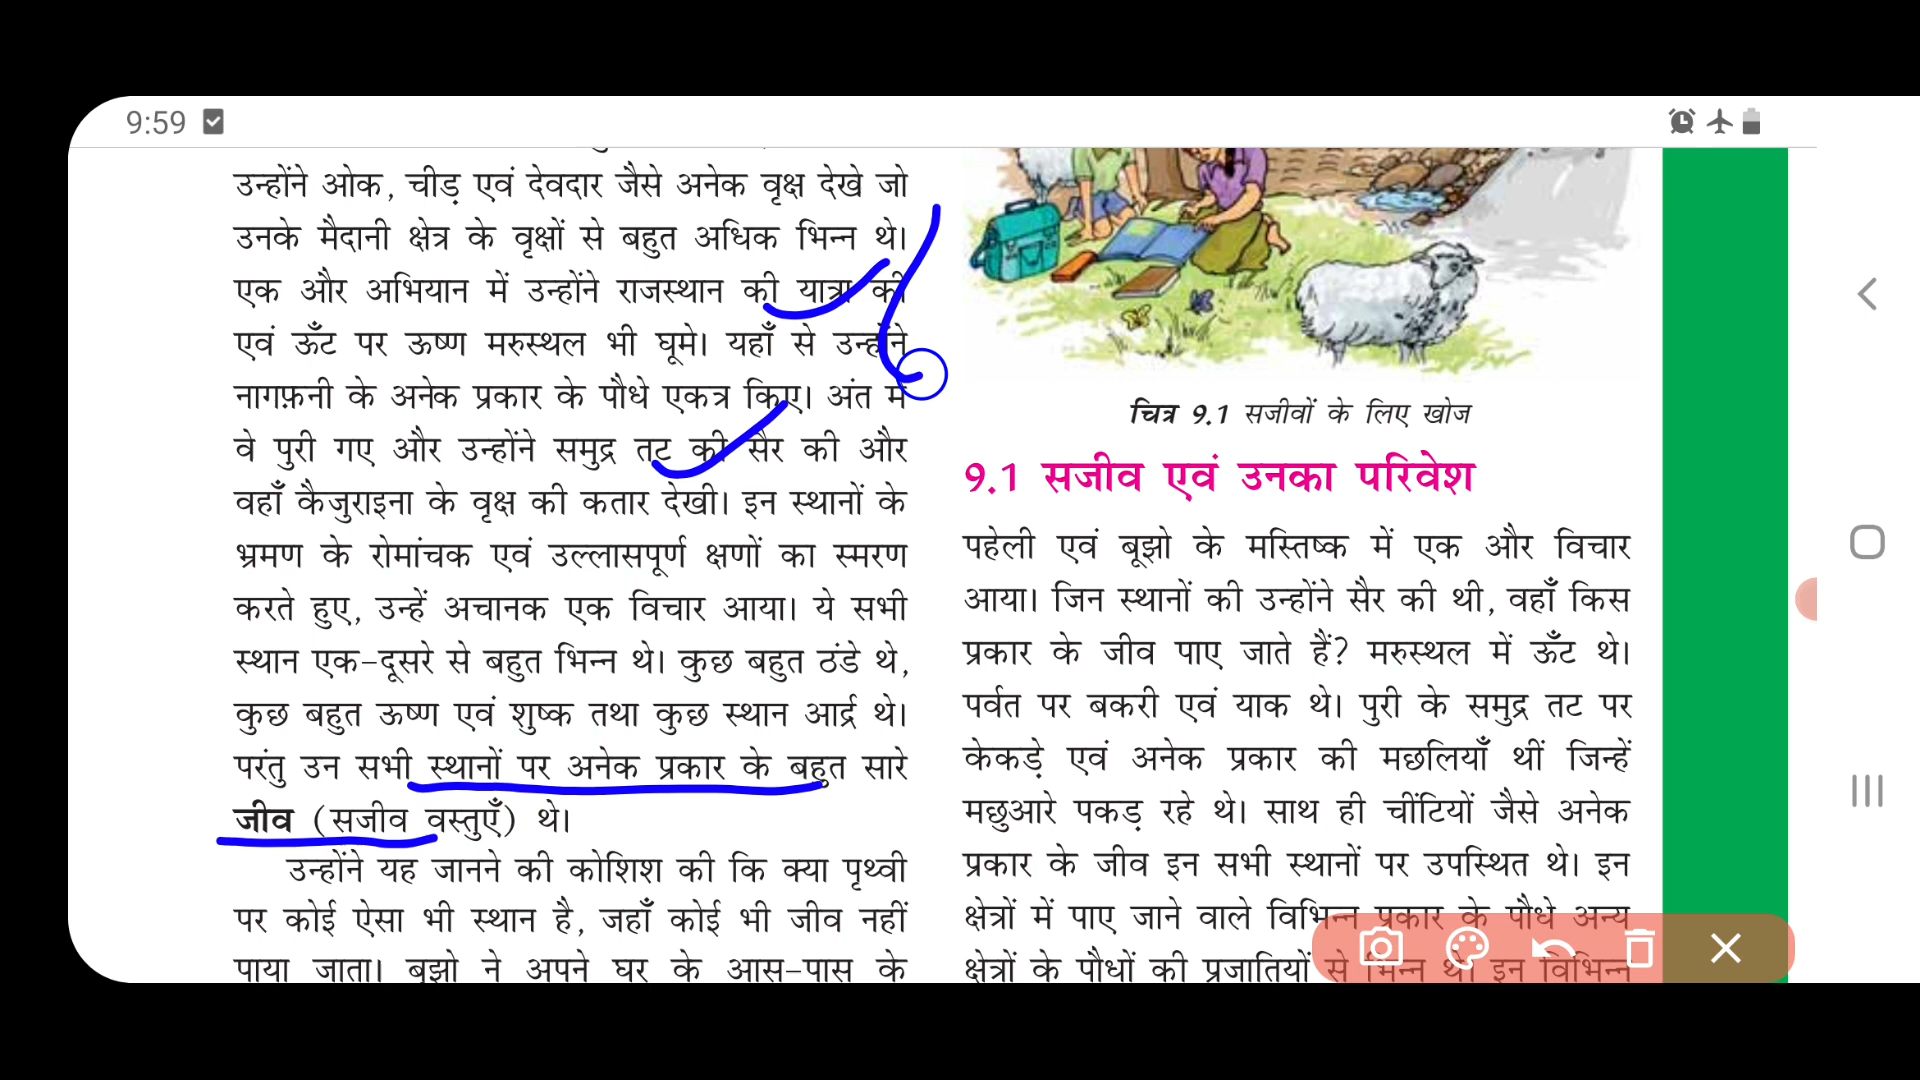 9:59
उन्होंने ओक, चीड़ एवं देवदार जैसे अनेक वृक्ष देखे जो
उनके मैदानी क्षेत्र के वृक्षों से बहुत अधिक भिन्न थे।
एक और अभियान में उन्होंने राजस्थान की यात्रा की
एवं ऊँट पर ऊष्ण मरुस्थल भी घूमे। यहाँ से उन्होंने
नागफ़नी के अनेक प्रकार के पौधे एकत्र किए। अंत में
वे पुरी गए और उन्होंने समुद्र तट की सैर की और
वहाँ कैजुराइना के वृक्ष की कतार देखी। इन स्थानों के
भ्रमण के रोमांचक एवं उल्लासपूर्ण क्षणों का स्मरण
करते हुए, उन्हें अचानक एक विचार आया। ये सभी
स्थान एक-दूसरे से बहुत भिन्न थे। कुछ बहुत ठंडे थे,
कुछ बहुत ऊष्ण एवं शुष्क तथा कुछ स्थान आर्द्र थे।
परंतु उन सभी स्थानों पर अनेक प्रकार के बहुत सारे
जीव (सजीव वस्तुएँ) थे।
उन्होंने यह जानने की कोशिश की कि क्या पृथ्वी
पर कोई ऐसा भी स्थान है, जहाँ कोई भी जीव नहीं
पाया जाता। बूझो ने अपने घर के आस-पास के
चित्र 9.1 सजीवों के लिए खोज
9.1 सजीव एवं उनका परिवेश
पहेली एवं बूझो के मस्तिष्क में एक और विचार
आया। जिन स्थानों की उन्होंने सैर की थी, वहाँ किस
प्रकार के जीव पाए जाते हैं? मरुस्थल में ऊँट थे।
पर्वत पर बकरी एवं याक थे। पुरी के समुद्र तट पर
केकड़े एवं अनेक प्रकार की मछलियाँ थीं जिन्हें
मछुआरे पकड़ रहे थे। साथ ही चींटियों जैसे अनेक
प्रकार के जीव इन सभी स्थानों पर उपस्थित थे। इन
क्षेत्रों में पाए जाने वाले विभिन्न प्रकार के पौधे अन्य
क्षेत्रों के पौधों की प्रजातियों से भिन्न थे। इन विभिन्न